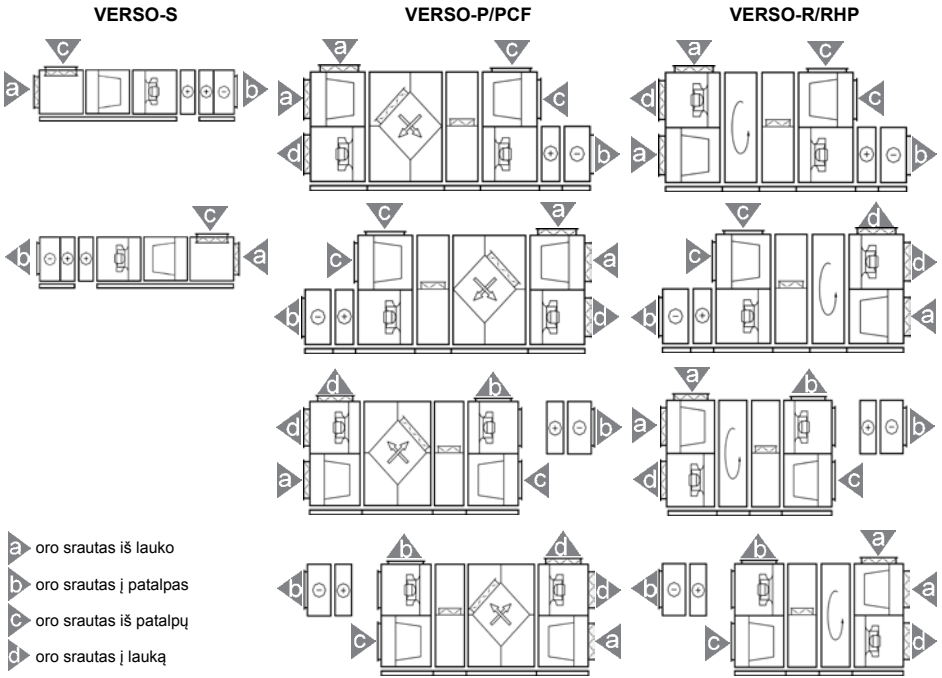 VERSO-S VERSO-P/PCF VERSO-R/RHP
c a c a c
a b a c d c
d b a b
c c a c d
b a c a c d
b d b a
d b a b
d b a b
a c d c
b d b a
b d b a
c a c d
a oro srautas iš lauko
b oro srautas į patalpas
c oro srautas iš patalpų
d oro srautas į lauką